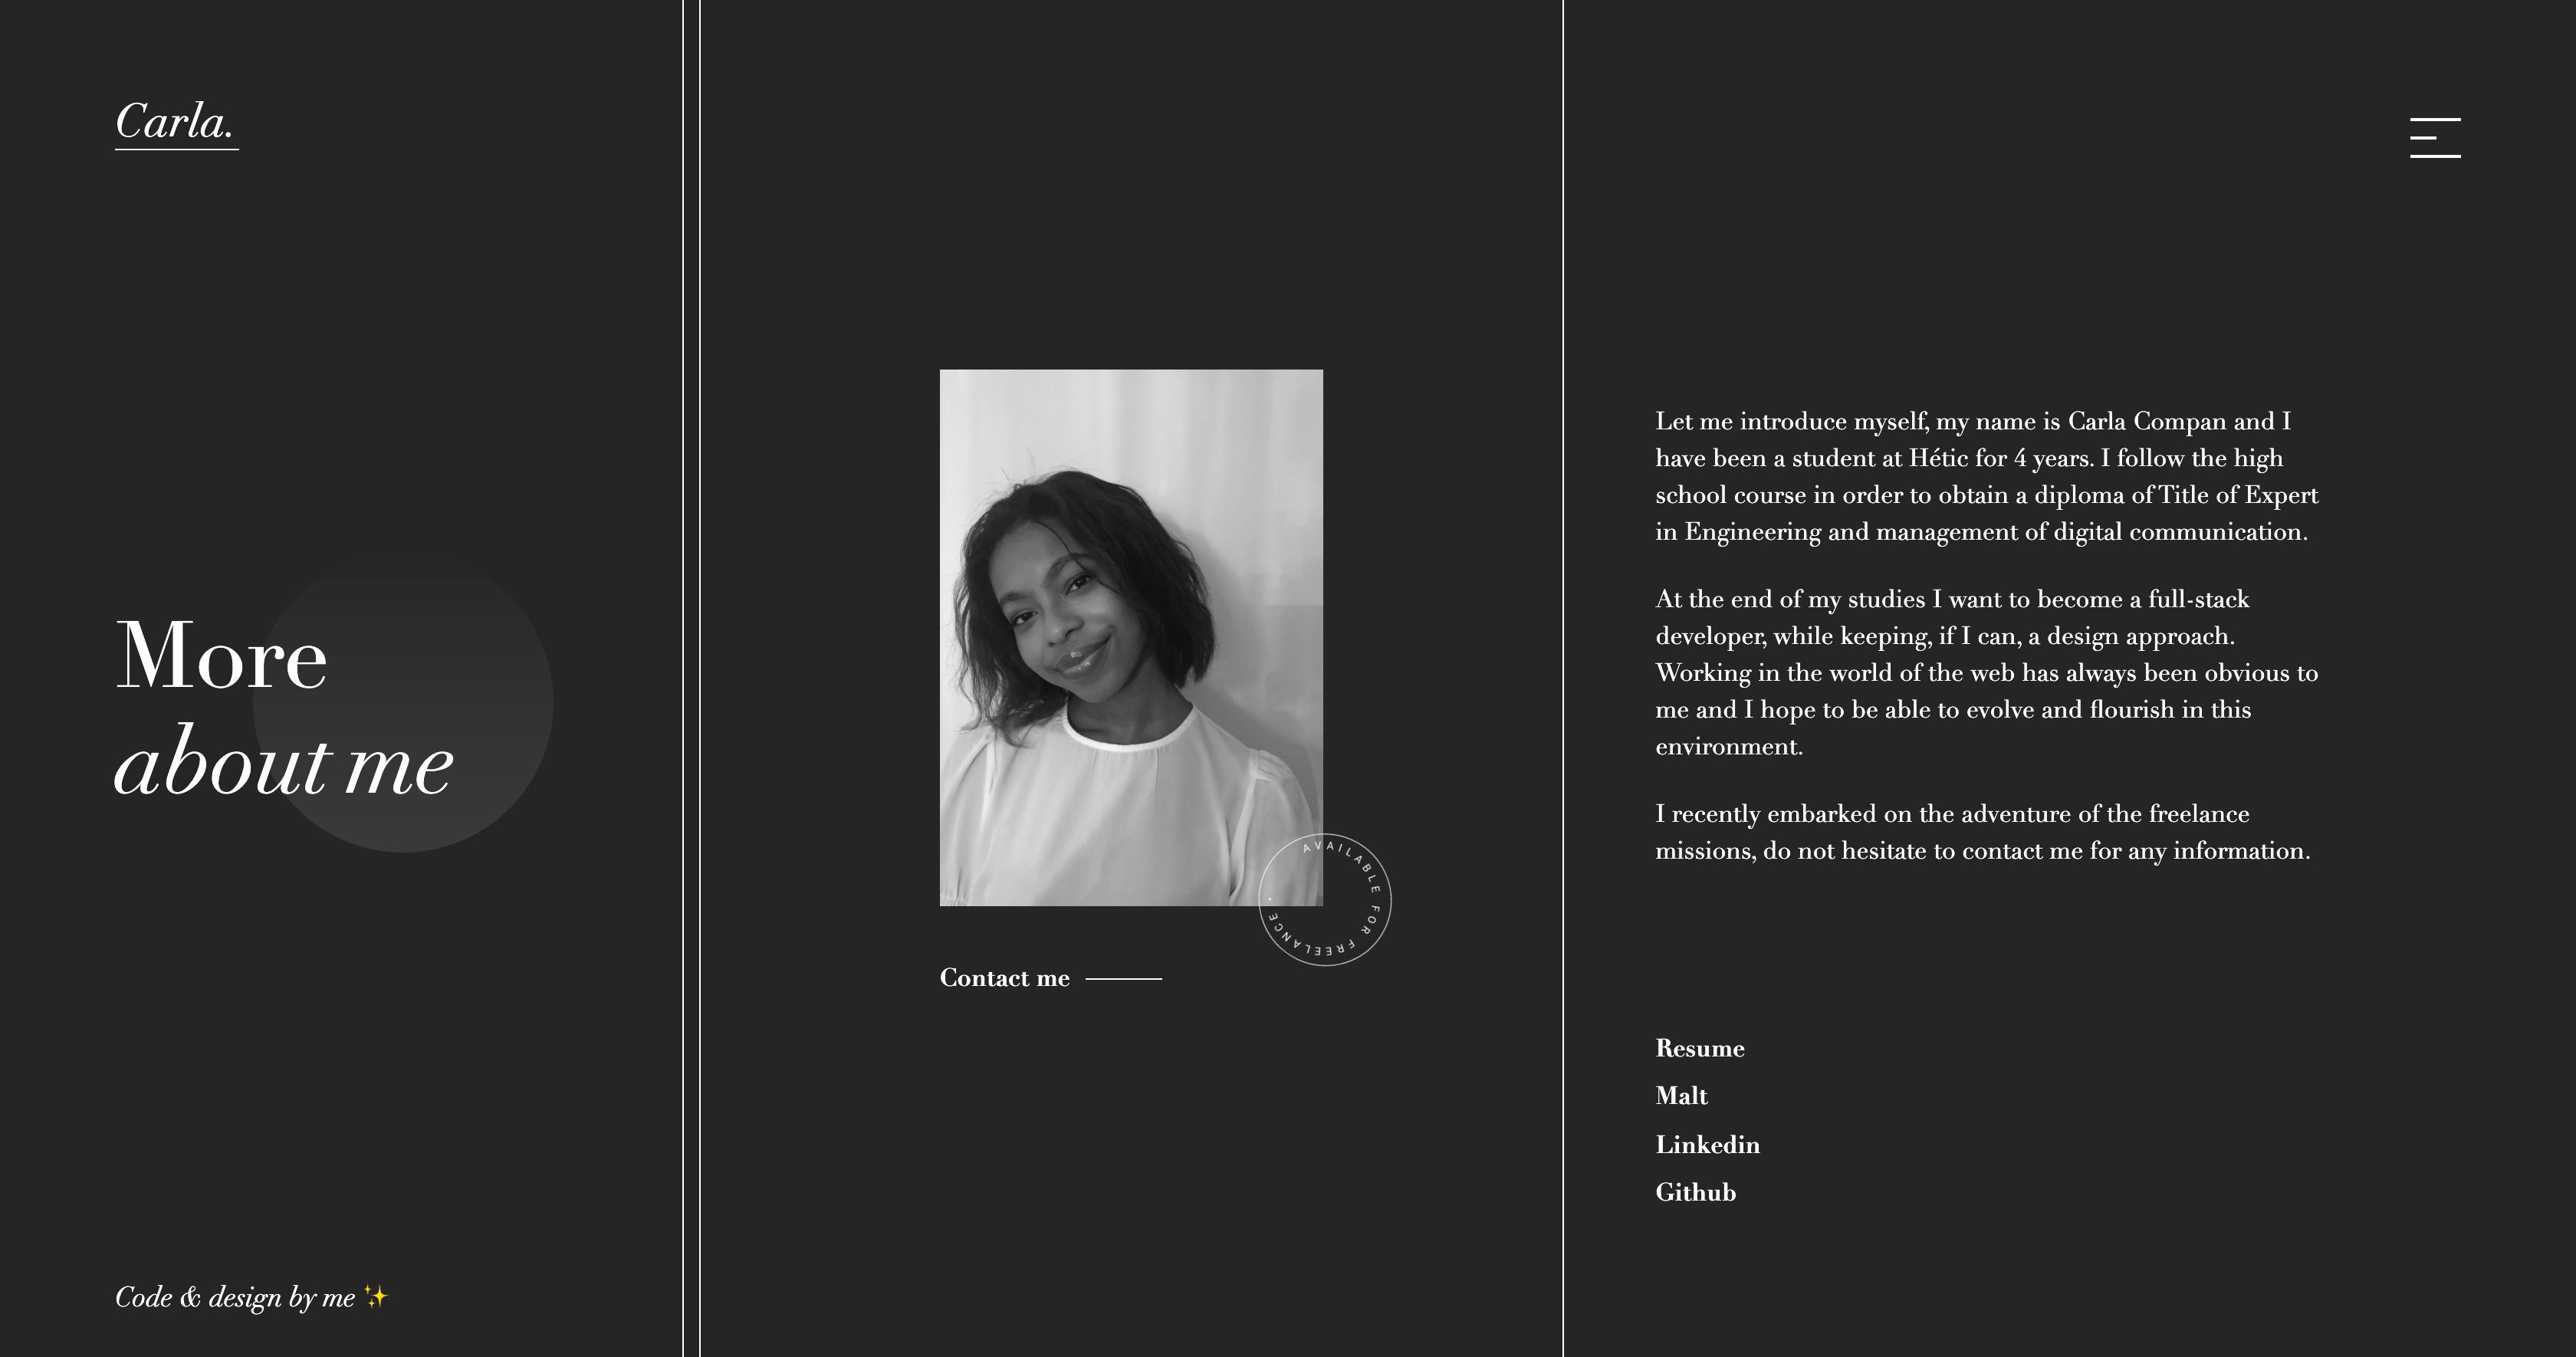 Carla.
More
about me
Code & design by me ✨
AVAILABLE FOR FREELANCE •
Contact me
Let me introduce myself, my name is Carla Compan and I
have been a student at Hétic for 4 years. I follow the high
school course in order to obtain a diploma of Title of Expert
in Engineering and management of digital communication.
At the end of my studies I want to become a full-stack
developer, while keeping, if I can, a design approach.
Working in the world of the web has always been obvious to
me and I hope to be able to evolve and flourish in this
environment.
I recently embarked on the adventure of the freelance
missions, do not hesitate to contact me for any information.
Resume
Malt
Linkedin
Github